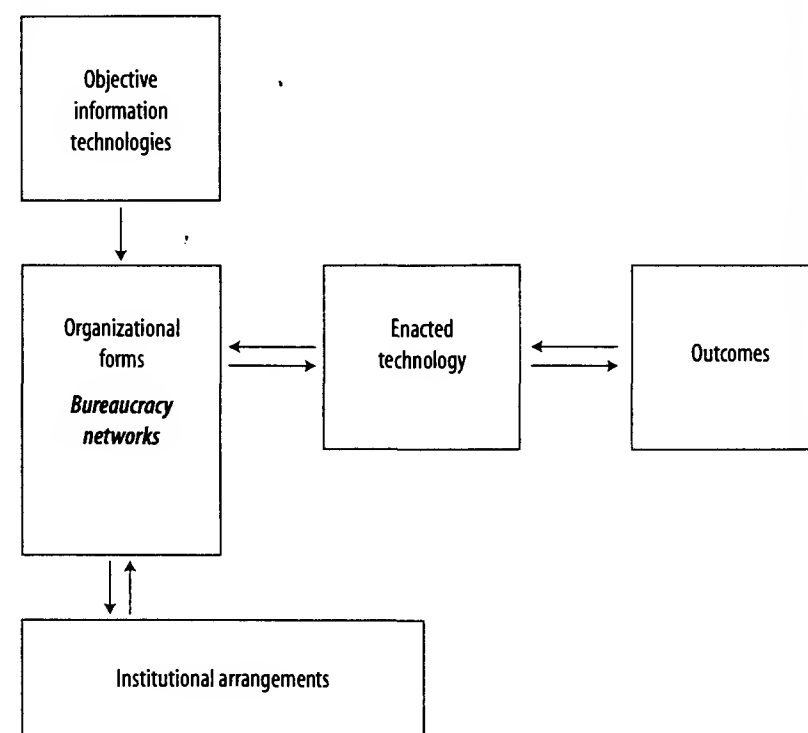 Objective
information
technologies
Organizational
forms
Bureaucracy
networks
Enacted
technology
Outcomes
Institutional arrangements